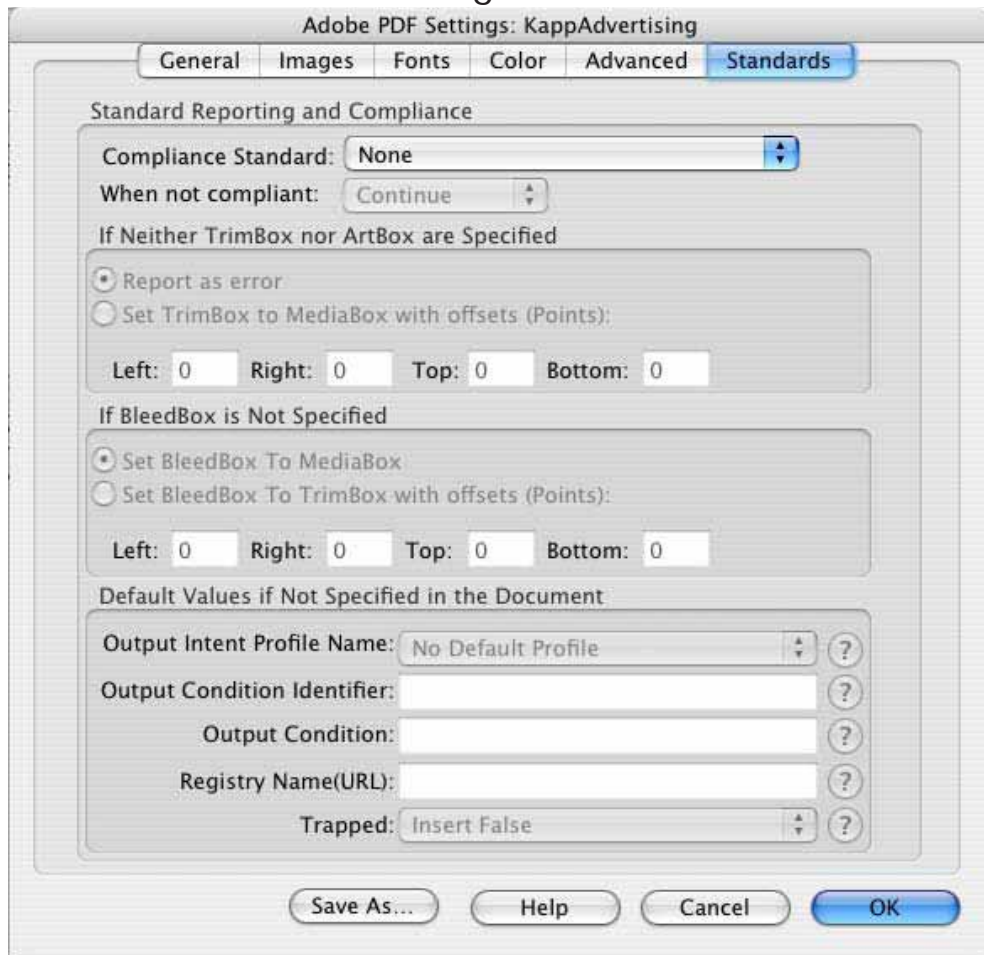 Adobe PDF Settings: KappAdvertising
General Images Fonts Color Advanced Standards
Standard Reporting and Compliance
Compliance Standard: None
When not compliant: Continue
If Neither TrimBox nor ArtBox are Specified
Report as error
Set TrimBox to MediaBox with offsets (Points):
Left: 0 Right: 0 Top: 0 Bottom: 0
If BleedBox is Not Specified
Set BleedBox To MediaBox
Set BleedBox To TrimBox with offsets (Points):
Left: 0 Right: 0 Top: 0 Bottom: 0
Default Values if Not Specified in the Document
Output Intent Profile Name: No Default Profile ?
Output Condition Identifier: ?
Output Condition: ?
Registry Name(URL): ?
Trapped: Insert False ?
Save As... Help Cancel OK